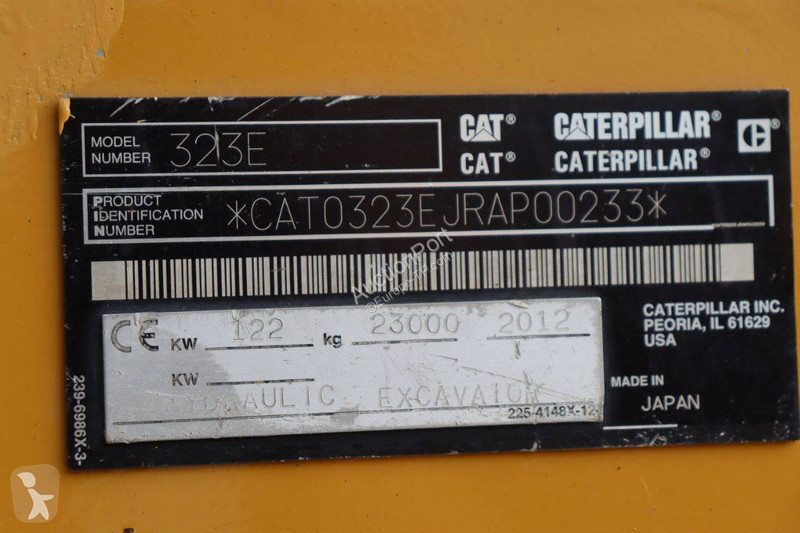 MODEL NUMBER 323E
CAT® CATERPILLAR®
CAT® CATERPILLAR®
PRODUCT IDENTIFICATION NUMBER *CAT0323EJRAP00233*
AuctionPort
CATERPILLAR INC.
PEORIA, IL 61629
USA
CE KW 122 kg 23000 2012
KW
HYDRAULIC EXCAVATOR
225-4148X-12
MADE IN
JAPAN
239-6986X-3-